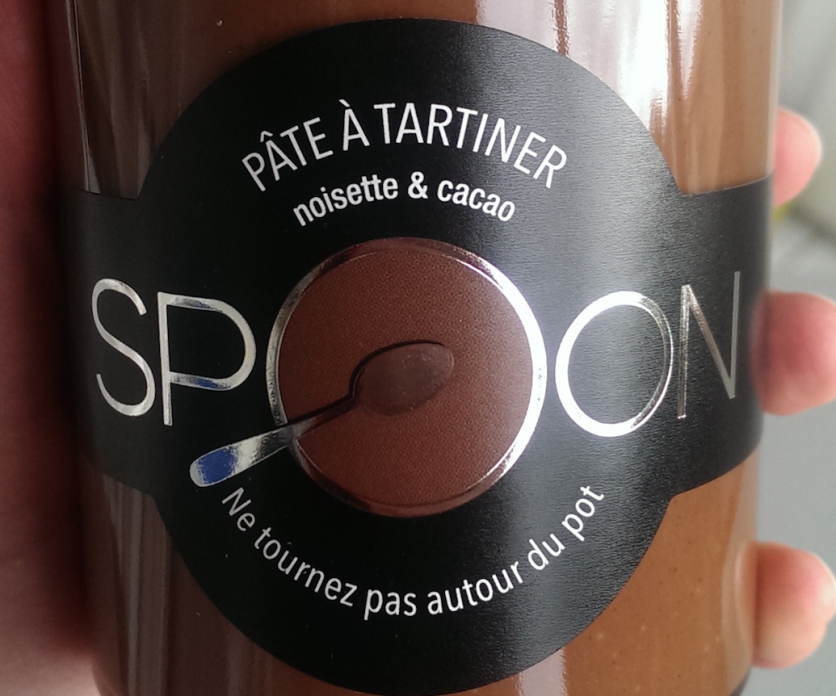 PÂTE À TARTINER
noisette & cacao
SPOON
Ne tournez pas autour du pot